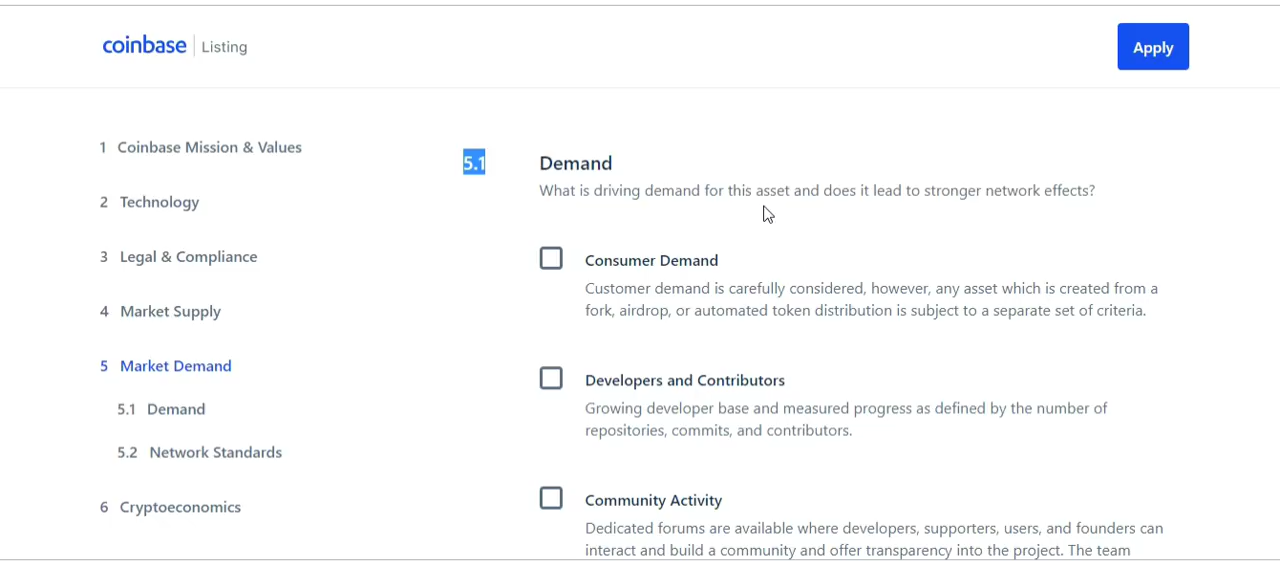 coinbase Listing
Apply
1 Coinbase Mission & Values
2 Technology
3 Legal & Compliance
4 Market Supply
5 Market Demand
5.1 Demand
5.2 Network Standards
6 Cryptoeconomics
5.1 Demand
What is driving demand for this asset and does it lead to stronger network effects?
Consumer Demand
Customer demand is carefully considered, however, any asset which is created from a
fork, airdrop, or automated token distribution is subject to a separate set of criteria.
Developers and Contributors
Growing developer base and measured progress as defined by the number of
repositories, commits, and contributors.
Community Activity
Dedicated forums are available where developers, supporters, users, and founders can
interact and build a community and offer transparency into the project. The team